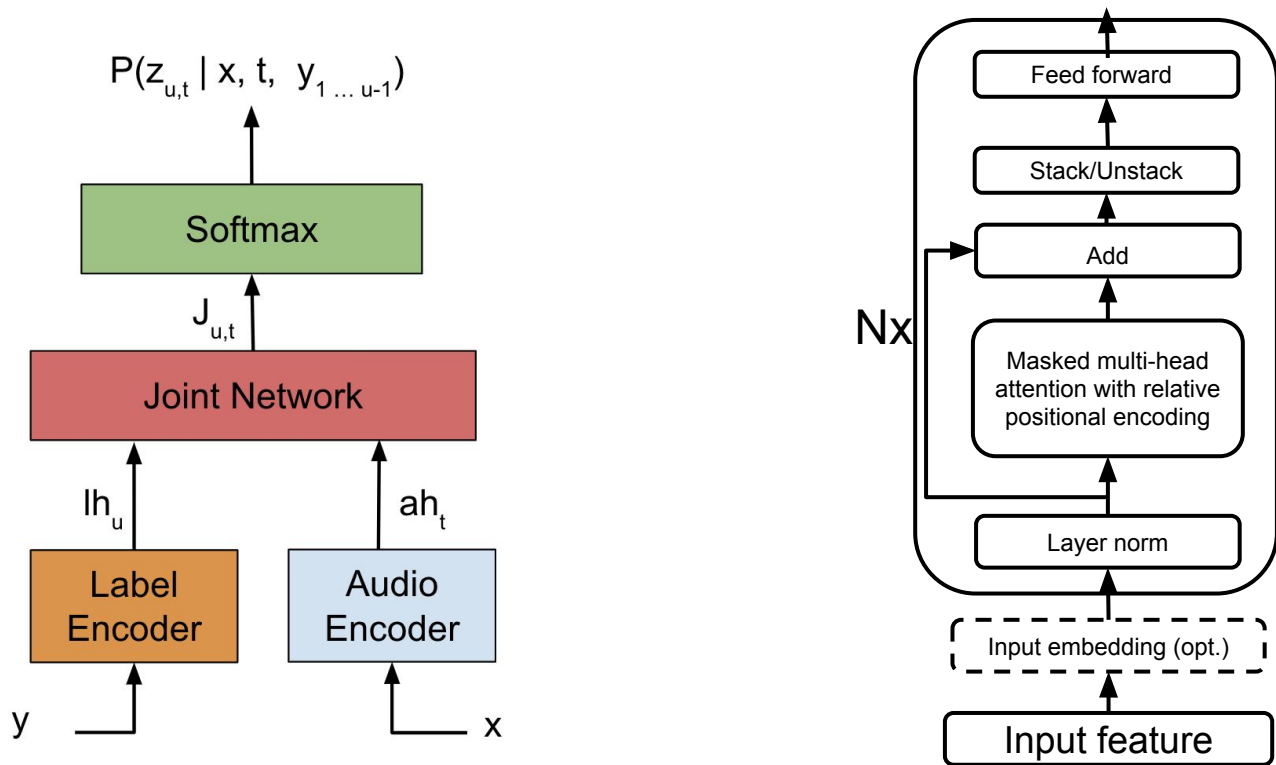 P(z_{u,t} | x, t, y_{1 ... u-1})
Softmax
J_{u,t}
Joint Network
lh_u
ah_t
Label
Encoder
Audio
Encoder
y
x
Feed forward
Stack/Unstack
Add
Nx
Masked multi-head
attention with relative
positional encoding
Layer norm
Input embedding (opt.)
Input feature